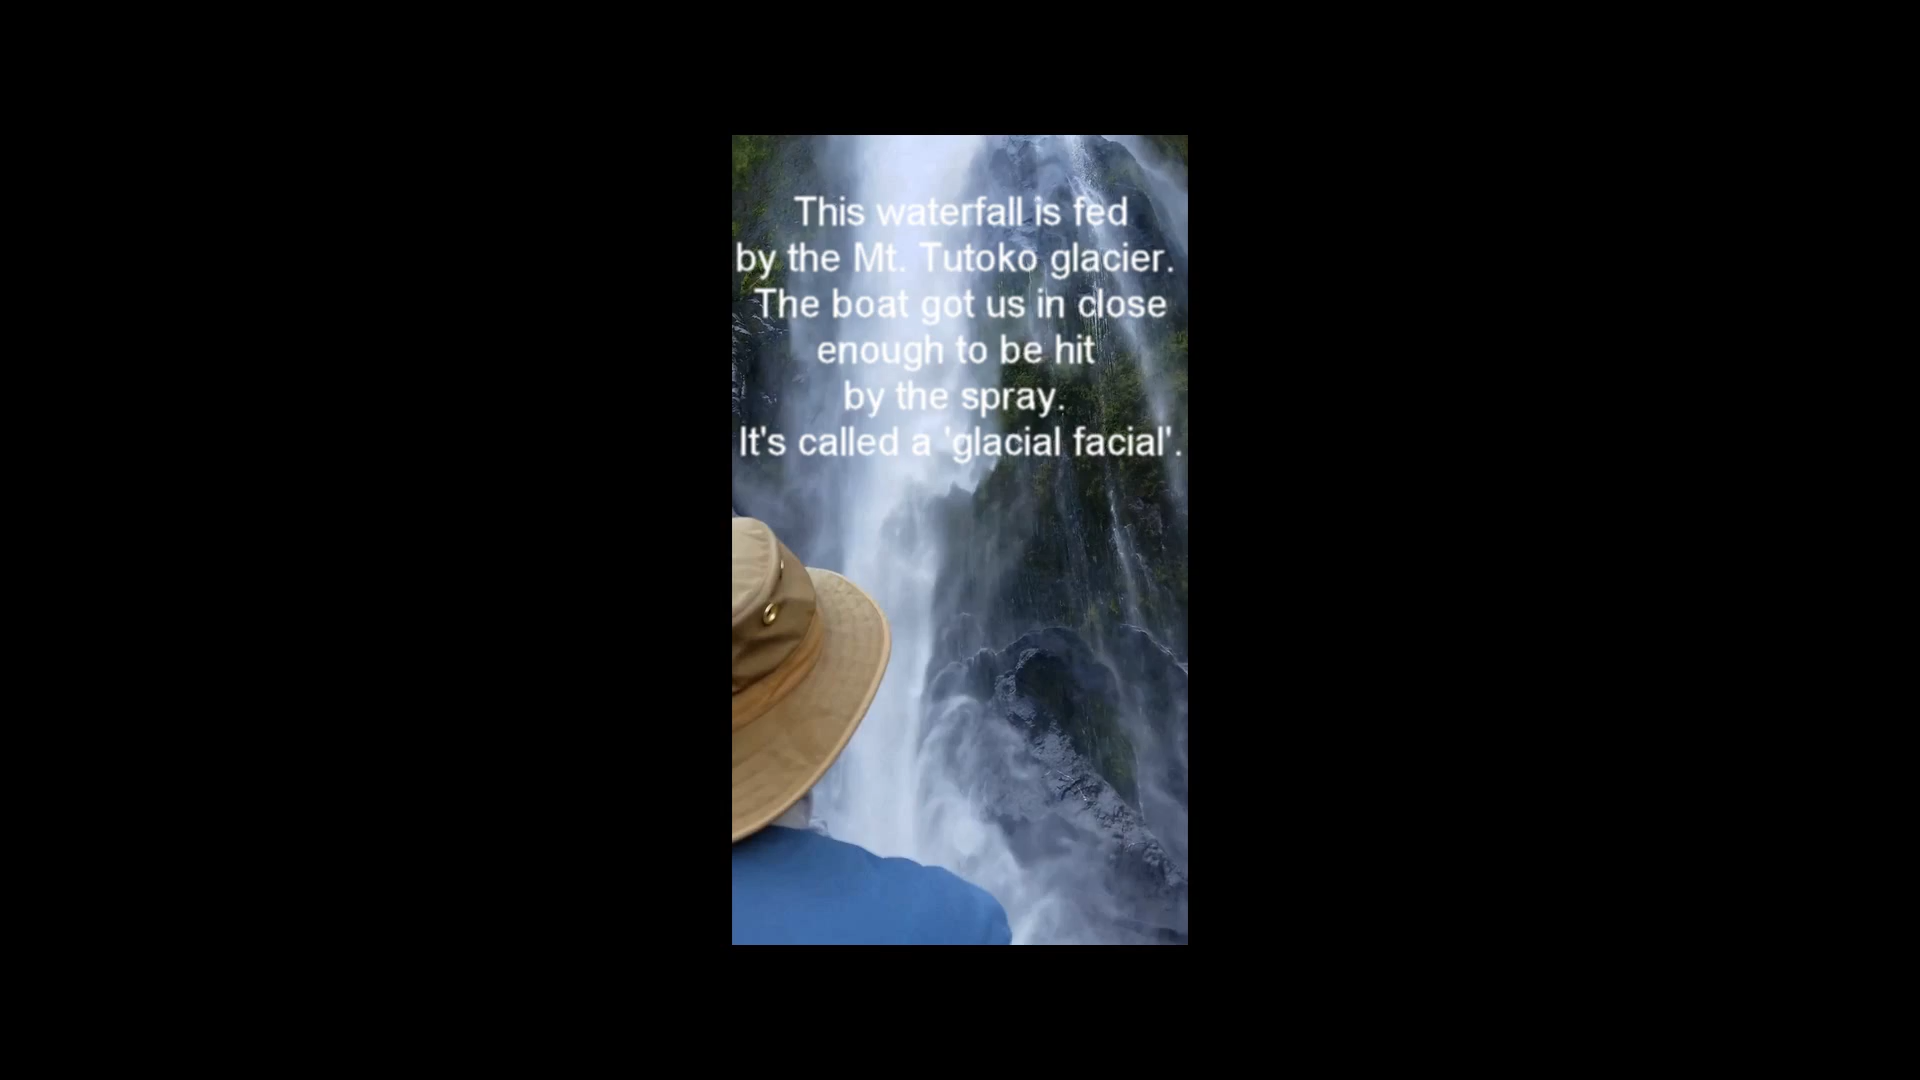 This waterfall is fed
by the Mt. Tutoko glacier.
The boat got us in close
enough to be hit
by the spray.
It's called a 'glacial facial'.